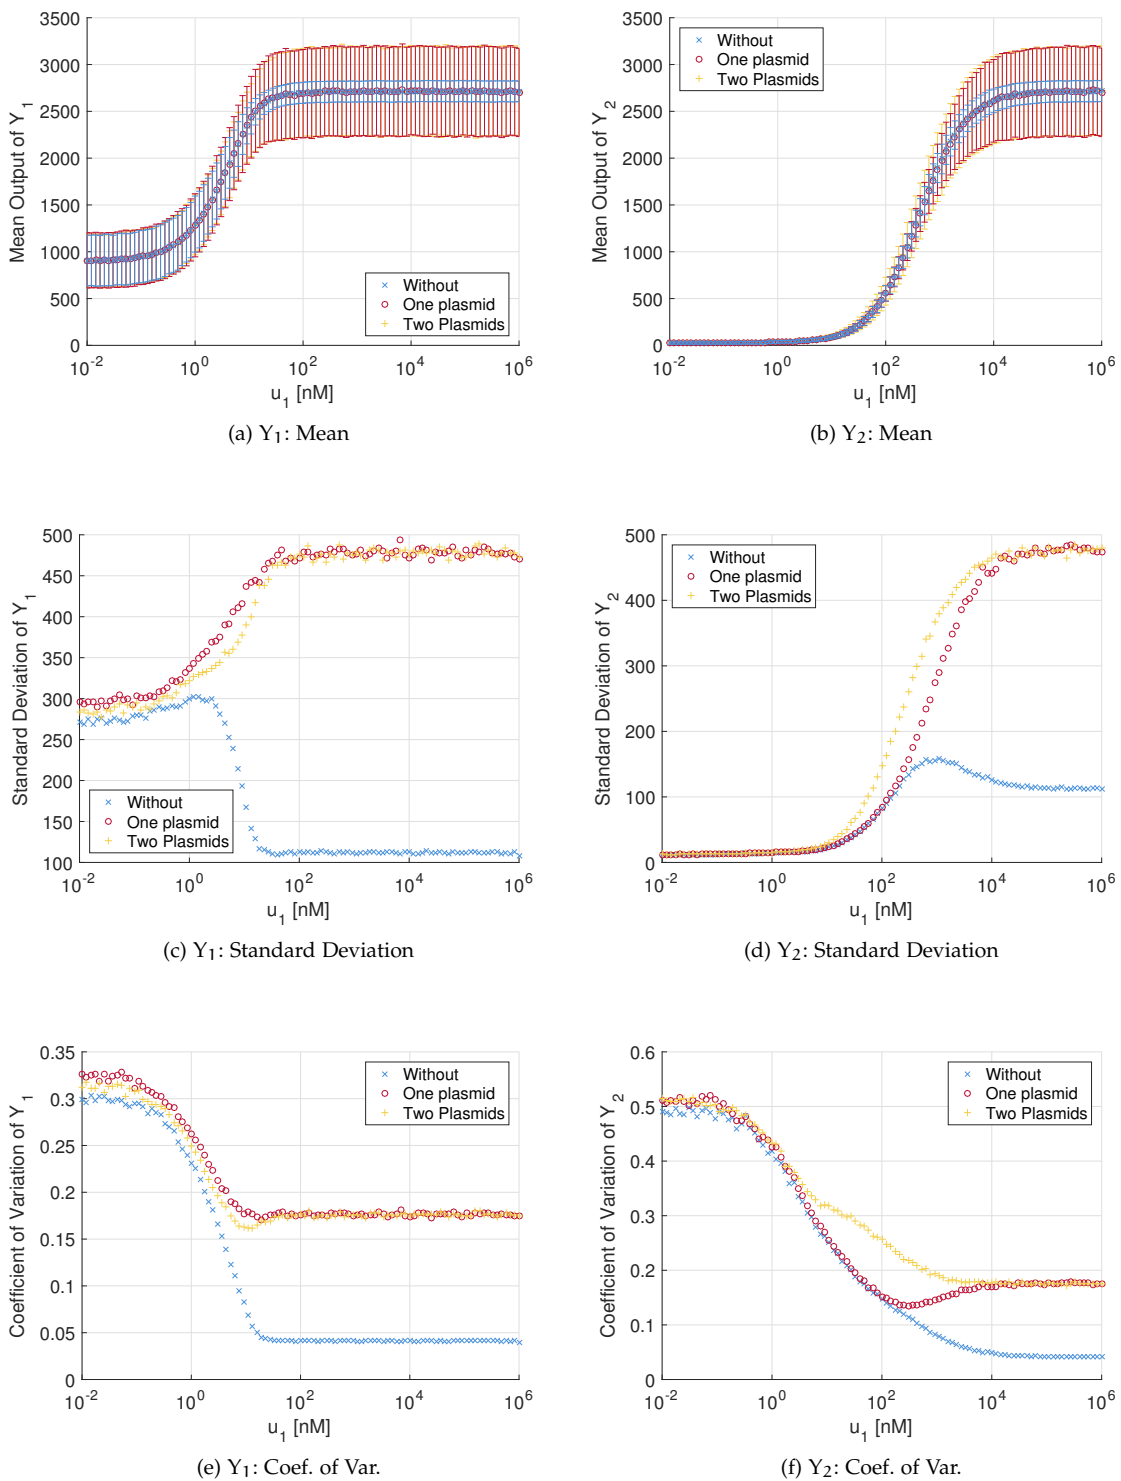 3500
3000
2500
2000
1500
1000
500
0
Mean Output of Y1
Without
One plasmid
Two Plasmids
10-2 100 102 104 106
u1 [nM]
(a) Y1: Mean
3500
3000
2500
2000
1500
1000
500
0
Mean Output of Y2
Without
One plasmid
Two Plasmids
10-2 100 102 104 106
u1 [nM]
(b) Y2: Mean
500
450
400
350
300
250
200
150
100
Standard Deviation of Y1
Without
One plasmid
Two Plasmids
10-2 100 102 104 106
u1 [nM]
(c) Y1: Standard Deviation
500
400
300
200
100
0
Standard Deviation of Y2
Without
One plasmid
Two Plasmids
10-2 100 102 104 106
u1 [nM]
(d) Y2: Standard Deviation
0.35
0.3
0.25
0.2
0.15
0.1
0.05
0
Coefficient of Variation of Y1
Without
One plasmid
Two Plasmids
10-2 100 102 104 106
u1 [nM]
(e) Y1: Coef. of Var.
0.6
0.5
0.4
0.3
0.2
0.1
0
Coefficient of Variation of Y2
Without
One plasmid
Two Plasmids
10-2 100 102 104 106
u1 [nM]
(f) Y2: Coef. of Var.